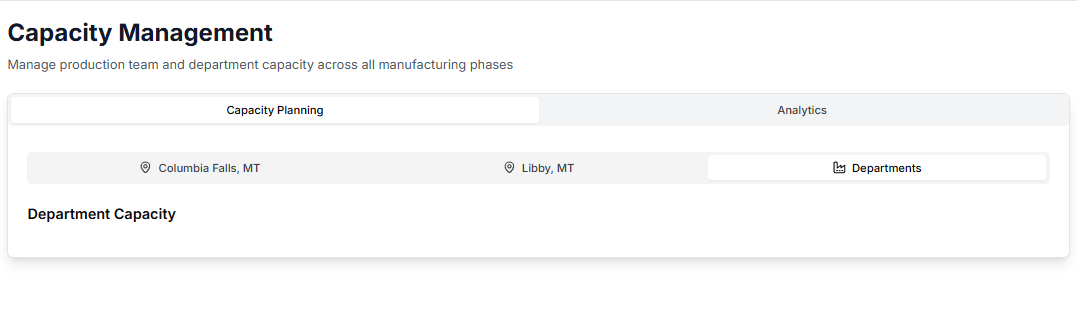 Capacity Management
Manage production team and department capacity across all manufacturing phases
Capacity Planning
Analytics
Columbia Falls, MT
Libby, MT
Departments
Department Capacity